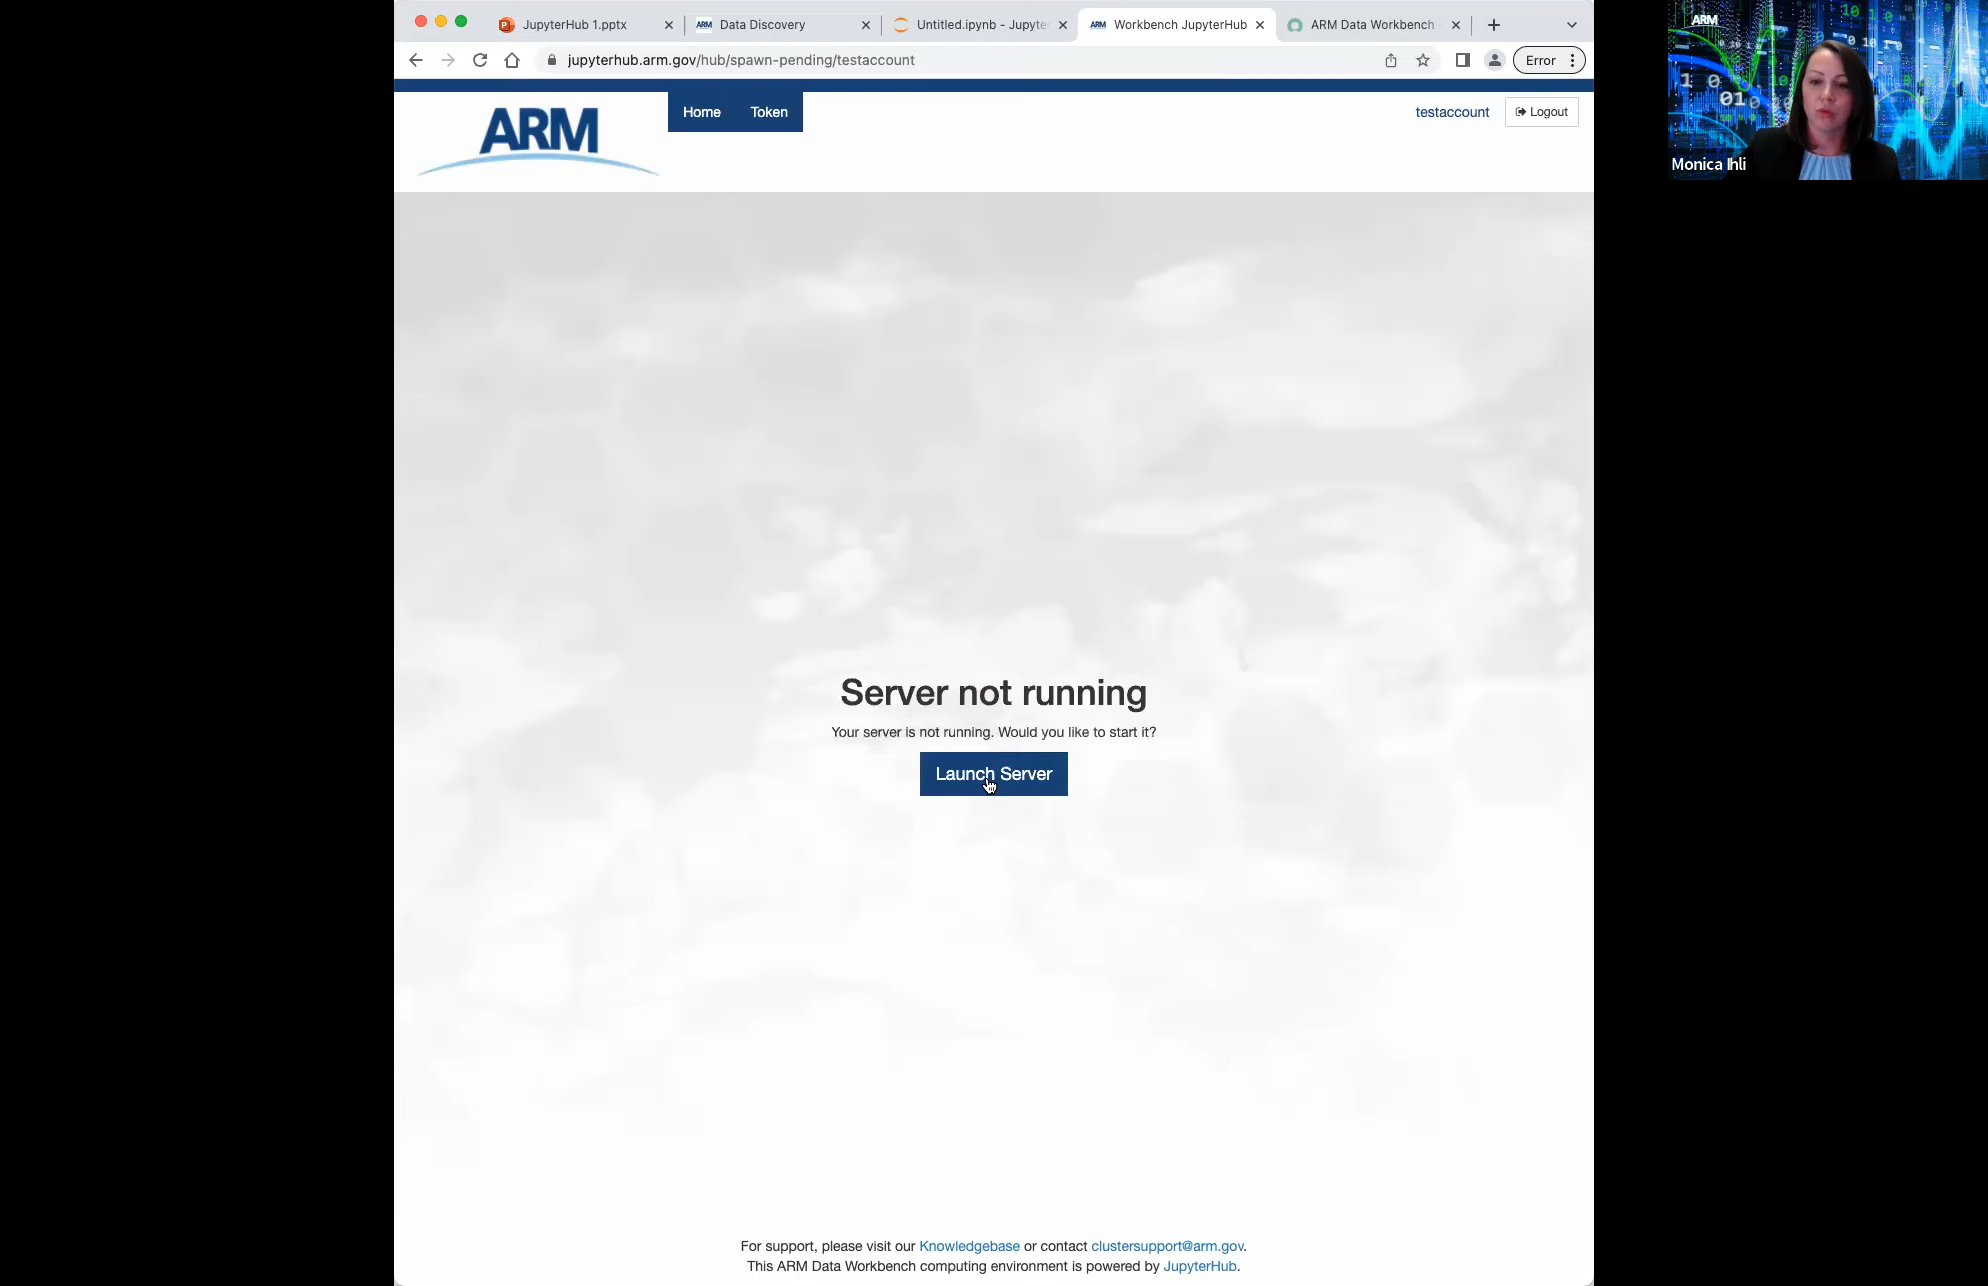 JupyterHub 1.pptx
Data Discovery
Untitled.ipynb - Jupyte
Workbench JupyterHub
ARM Data Workbench -
jupyterhub.arm.gov/hub/spawn-pending/testaccount
Error
ARM
Home
Token
testaccount
Logout
ARM
Monica Ihli
Server not running
Your server is not running. Would you like to start it?
Launch Server
For support, please visit our Knowledgebase or contact clustersupport@arm.gov.
This ARM Data Workbench computing environment is powered by JupyterHub.